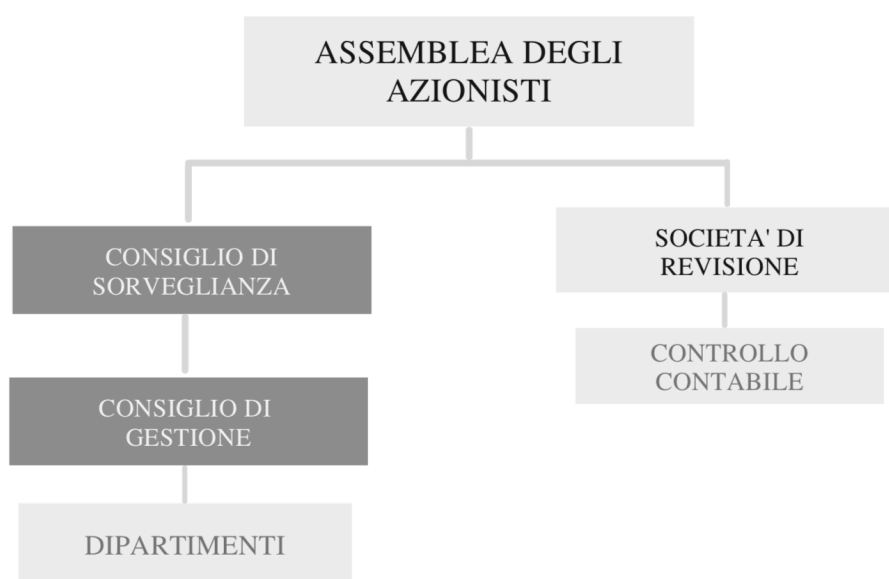 ASSEMBLEA DEGLI
AZIONISTI
CONSIGLIO DI
SORVEGLIANZA
SOCIETA' DI
REVISIONE
CONTROLLO
CONTABILE
CONSIGLIO DI
GESTIONE
DIPARTIMENTI